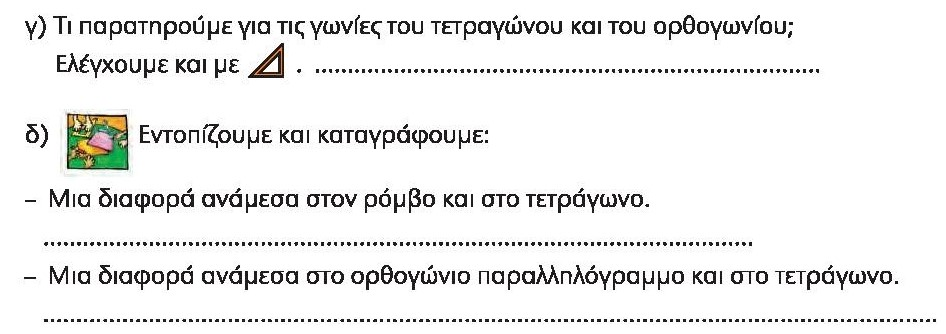 γ) Τι παρατηρούμε για τις γωνίες του τετραγώνου και του ορθογωνίου;
Ελέγχουμε και με . ..............................................................................
δ) Εντοπίζουμε και καταγράφουμε:
– Μια διαφορά ανάμεσα στον ρόμβο και στο τετράγωνο.
..............................................................................................................
– Μια διαφορά ανάμεσα στο ορθογώνιο παραλληλόγραμμο και στο τετράγωνο.
..........................................................................................................................................